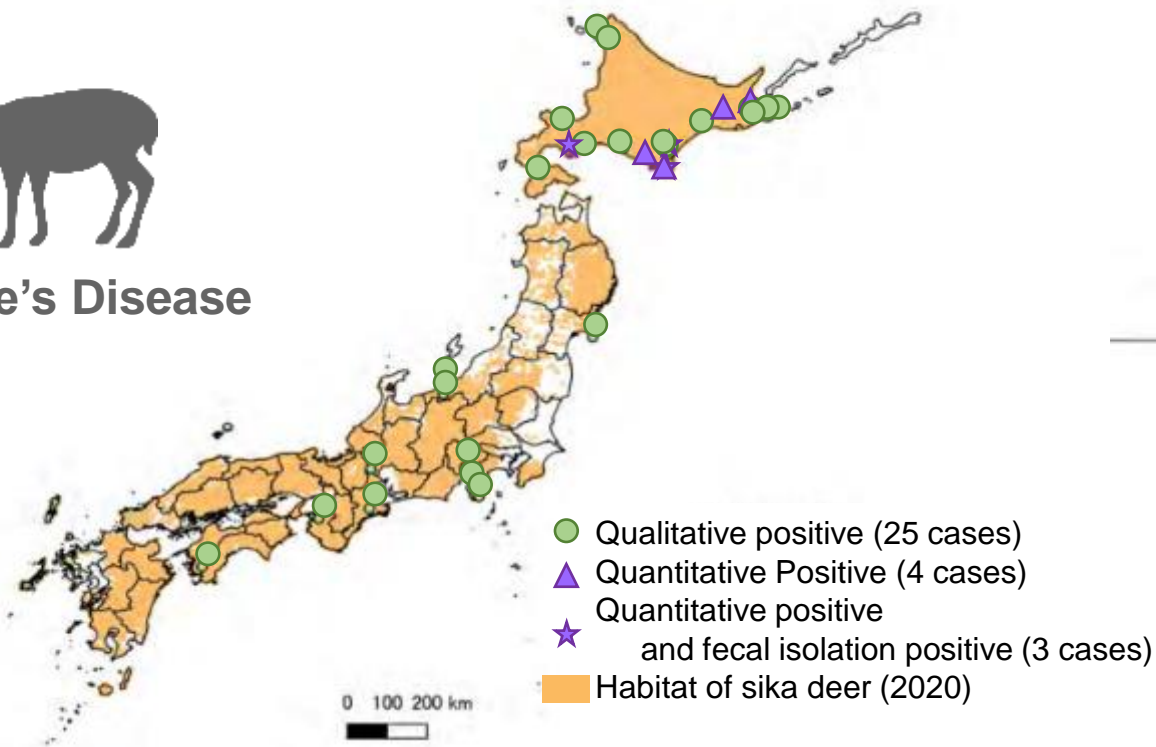 e’s Disease
Qualitative positive (25 cases)
Quantitative Positive (4 cases)
Quantitative positive
and fecal isolation positive (3 cases)
Habitat of sika deer (2020)
0 100 200 km